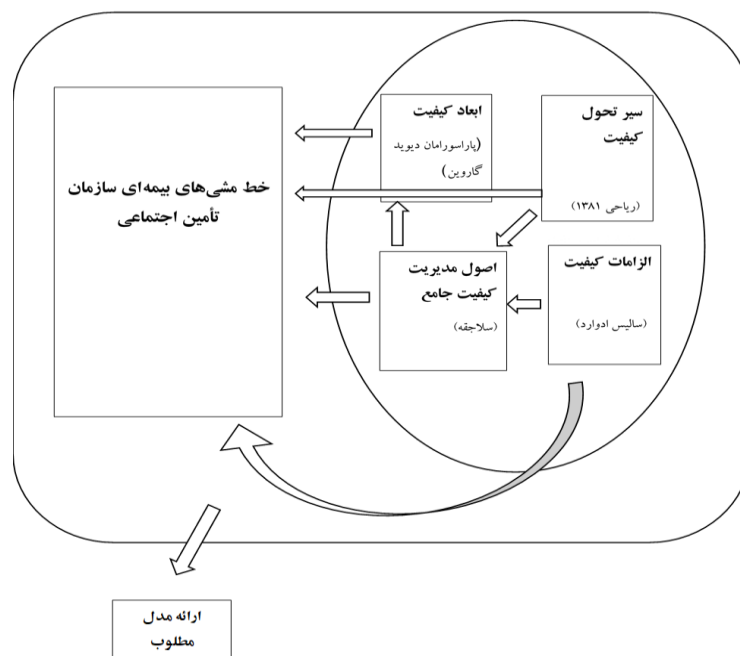 سیر تحول
کیفیت
(ریاحی ۱۳۸۱)
ابعاد کیفیت
(پاراسورامان دیوید
گاروین)
خط مشی‌های بیمه‌ای سازمان
تأمین اجتماعی
الزامات کیفیت
(سالیس ادوارد)
اصول مدیریت
کیفیت جامع
(سلاجقه)
ارائه مدل
مطلوب